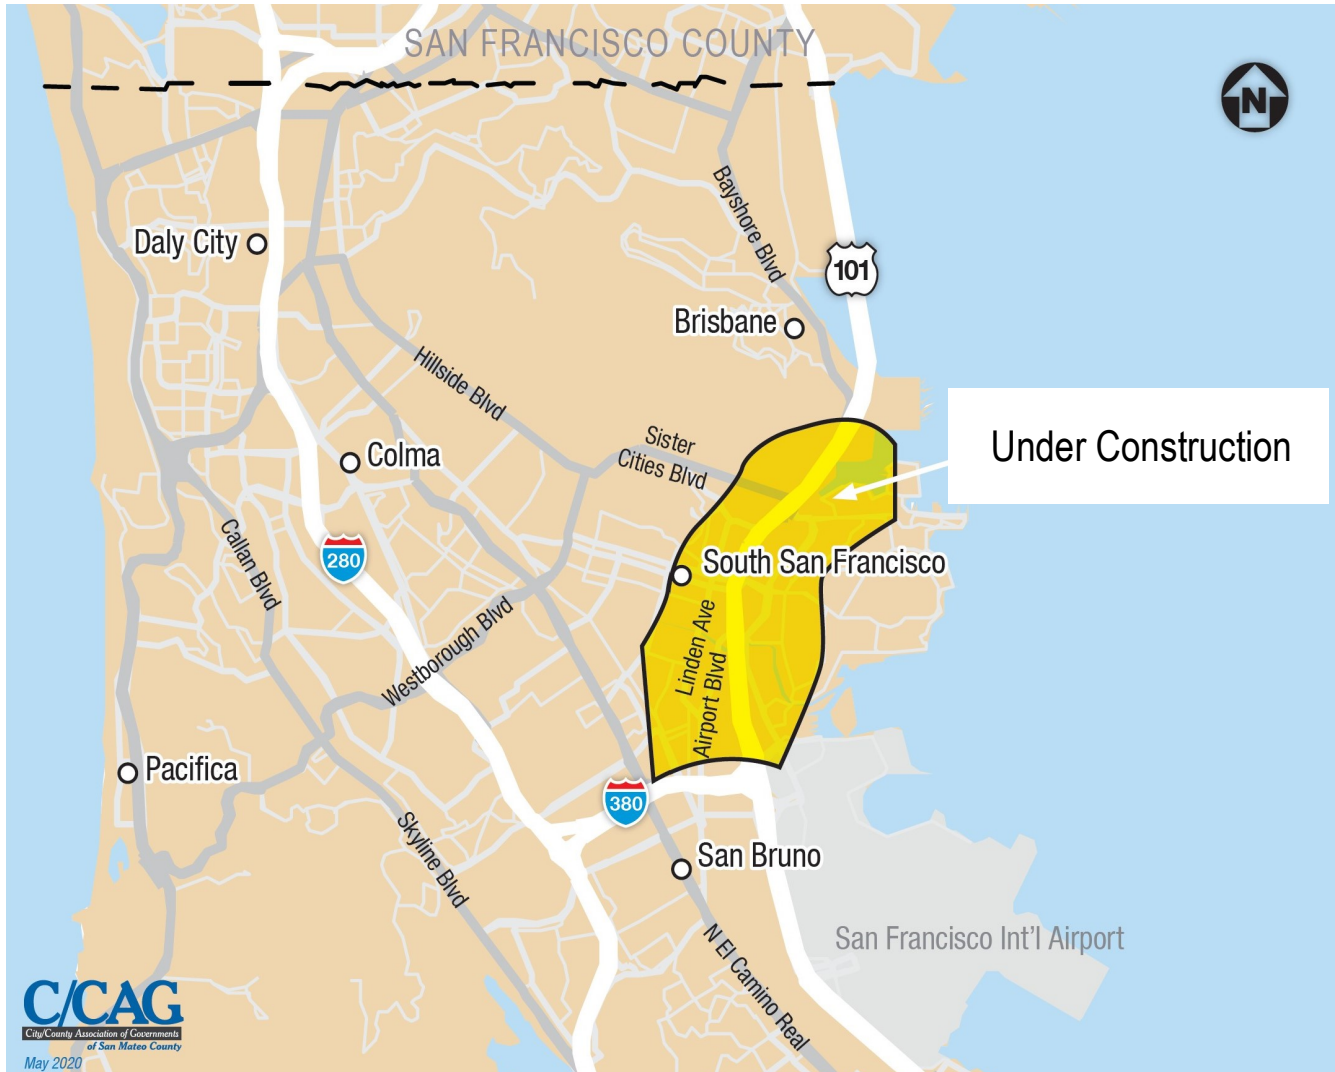 SAN FRANCISCO COUNTY
N
Bayshore Blvd
Daly City
101
Brisbane
Hillside Blvd
Under Construction
Sister
Cities Blvd
Colma
Callan Blvd
280
South San Francisco
Westborough Blvd
Linden Ave
Airport Blvd
Pacifica
380
Skyline Blvd
San Bruno
San Francisco Int'l Airport
N El Camino Real
C/CAG
City/County Association of Governments
of San Mateo County
May 2020